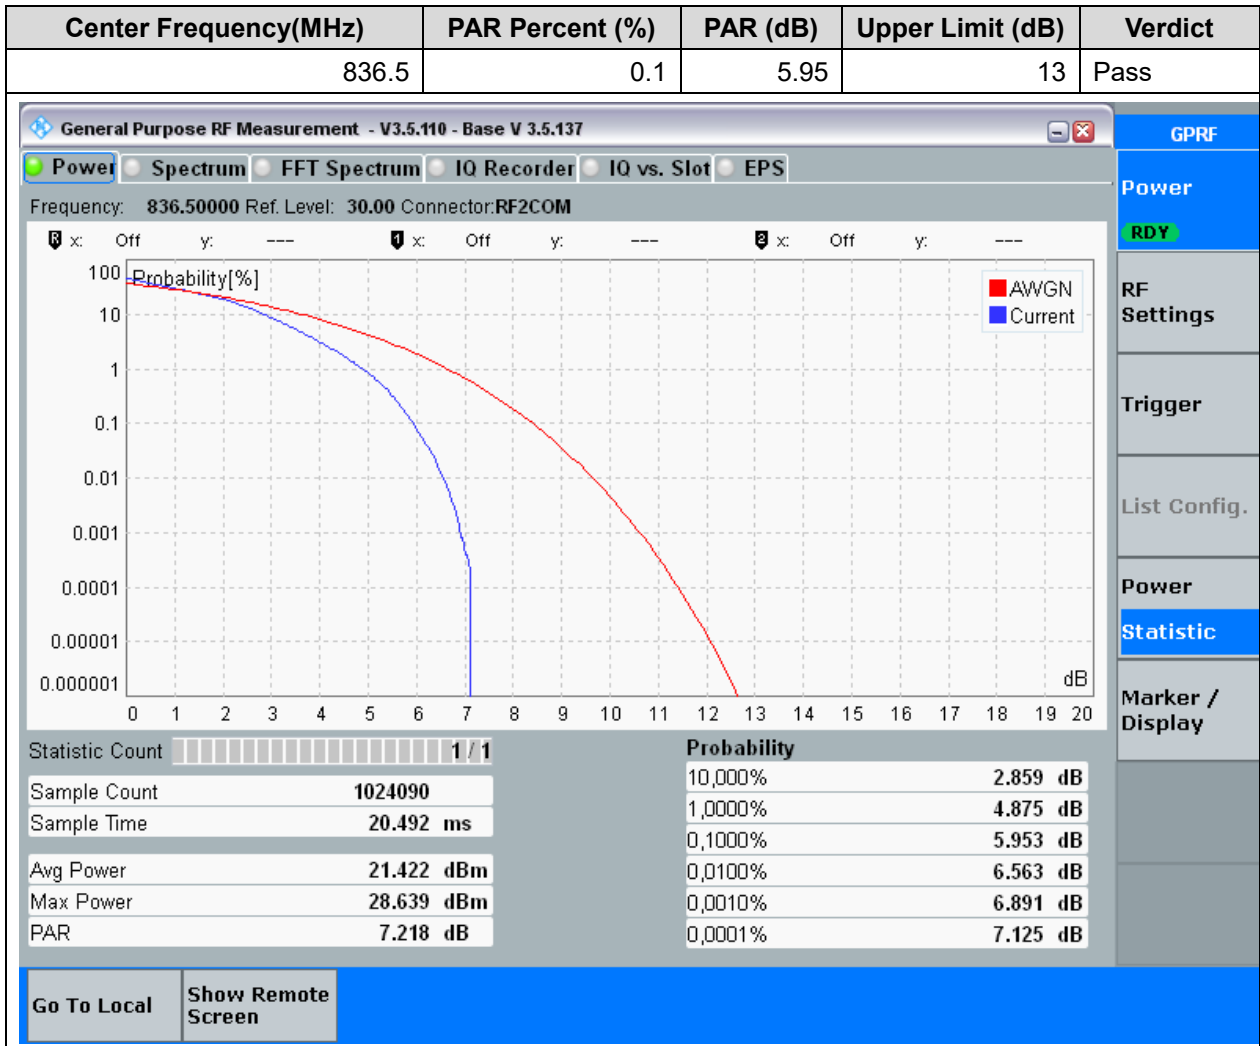 Center Frequency(MHz) PAR Percent (%) PAR (dB) Upper Limit (dB) Verdict
836.5 0.1 5.95 13 Pass
General Purpose RF Measurement - V3.5.110 - Base V 3.5.137
GPRF
Power Spectrum FFT Spectrum IQ Recorder IQ vs. Slot EPS
Frequency: 836.50000 Ref. Level: 30.00 Connector:RF2COM
R x: Off y: --- 1 x: Off y: --- 2 x: Off y: ---
Probability[%]
AWGN
Current
100
10
1
0.1
0.01
0.001
0.0001
0.00001
0.000001
dB
0 1 2 3 4 5 6 7 8 9 10 11 12 13 14 15 16 17 18 19 20
Statistic Count 1 / 1
Sample Count 1024090
Sample Time 20.492 ms
Avg Power 21.422 dBm
Max Power 28.639 dBm
PAR 7.218 dB
Probability
10,000% 2.859 dB
1,0000% 4.875 dB
0,1000% 5.953 dB
0,0100% 6.563 dB
0,0010% 6.891 dB
0,0001% 7.125 dB
Power
RDY
RF
Settings
Trigger
List Config.
Power
Statistic
Marker /
Display
Go To Local
Show Remote
Screen